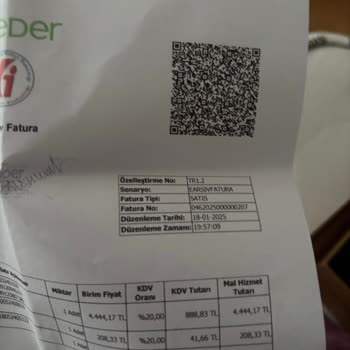 eDer
Fatura
Özelleştirme No: TR1.2
Senaryo: EARSIVFATURA
Fatura Tipi: SATIS
Fatura No: 0462025000000207
Düzenleme Tarihi: 18-01-2025
Düzenleme Zamanı: 19:57:09
Miktar Birim Fiyat KDV Oranı KDV Tutarı Mal Hizmet Tutarı
1 Adet 4.444,17 TL %20,00 888,83 TL 4.444,17 TL
1 Adet 208,33 TL %20,00 41,66 TL 208,33 TL